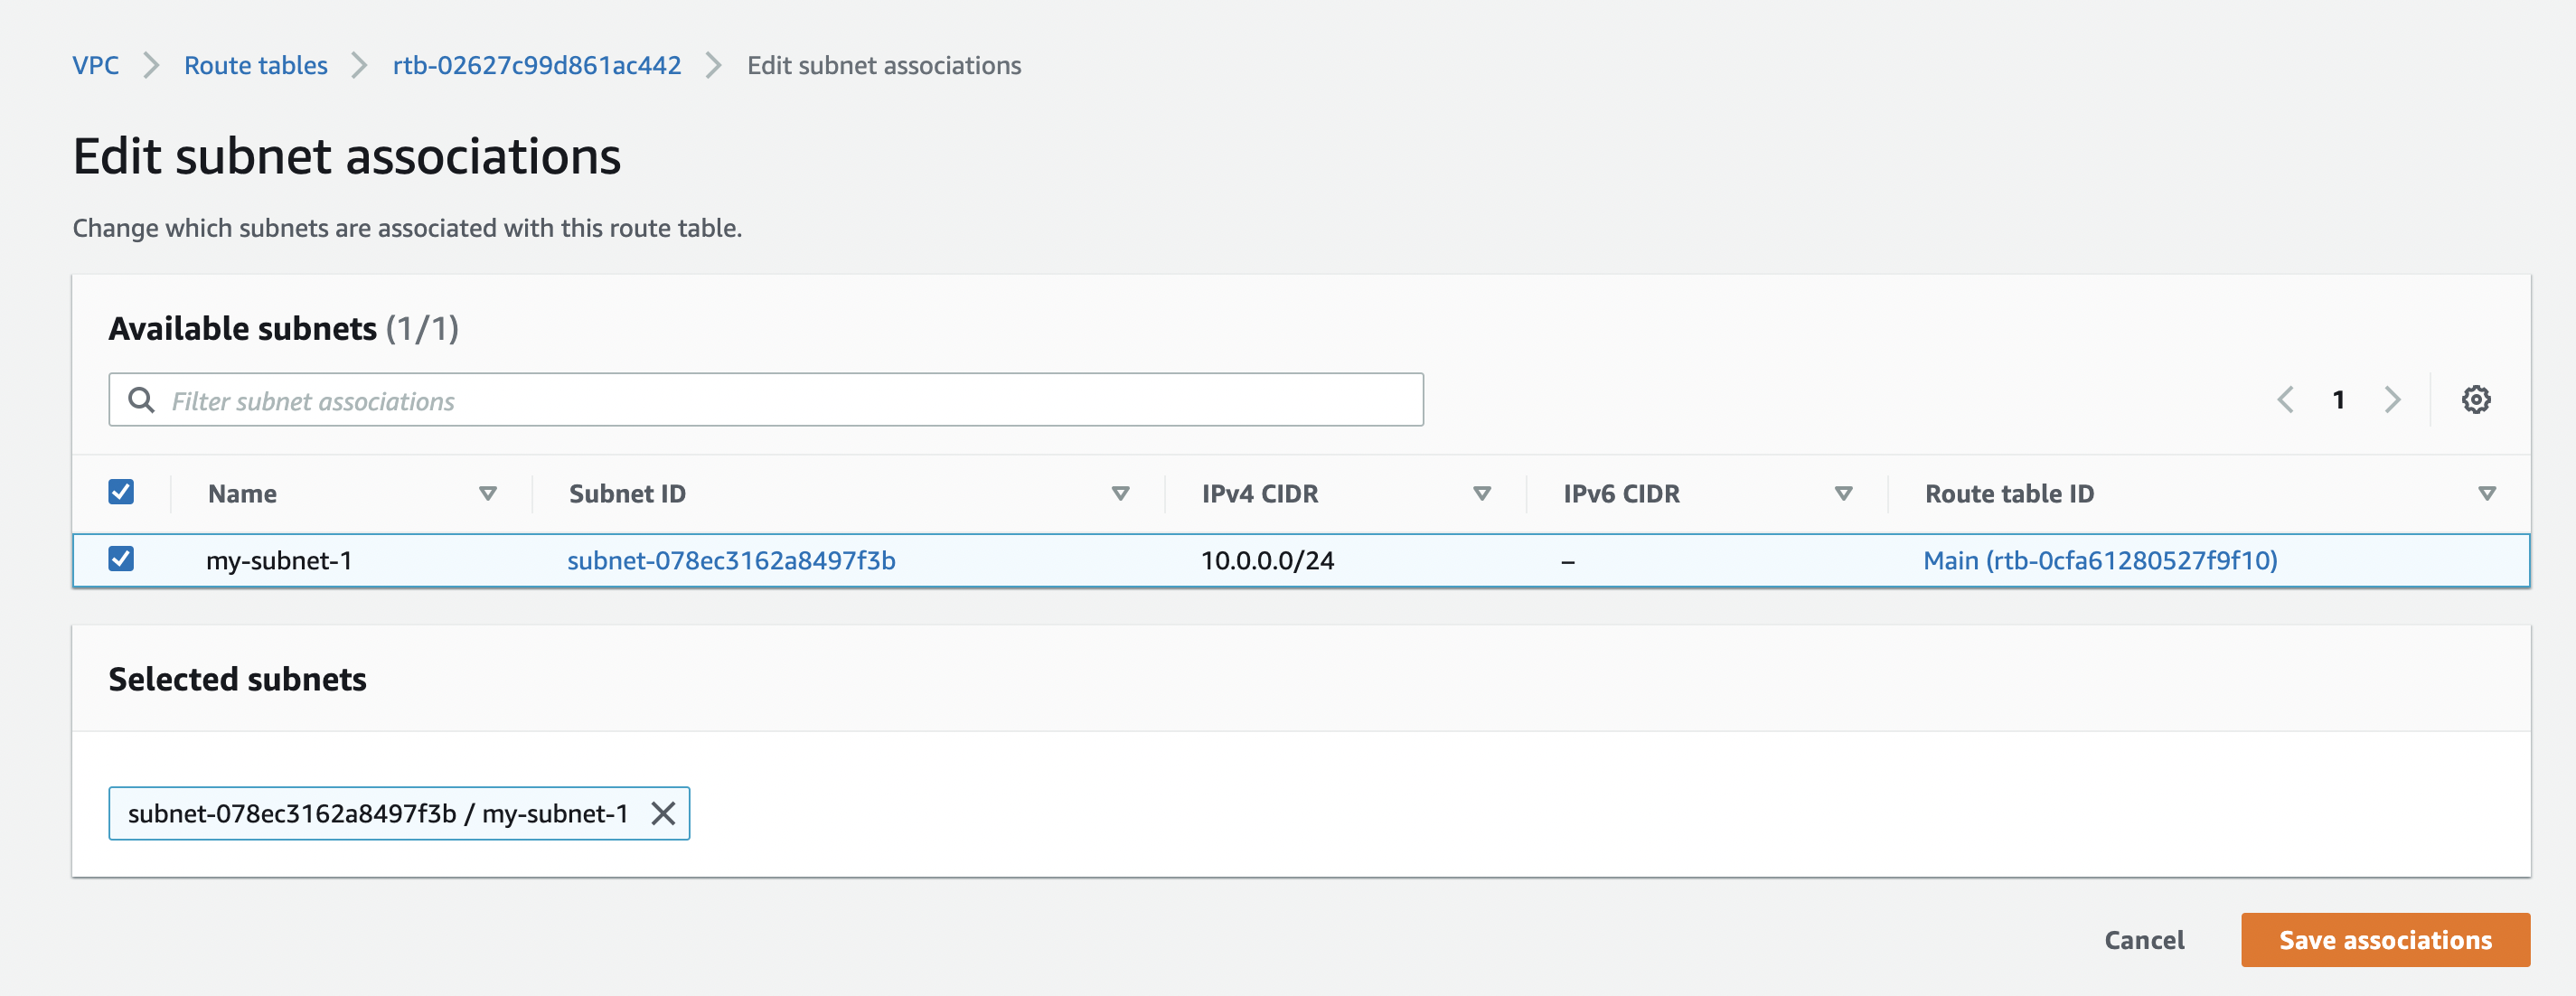 VPC > Route tables > rtb-02627c99d861ac442 > Edit subnet associations
Edit subnet associations
Change which subnets are associated with this route table.
Available subnets (1/1)
Filter subnet associations
1
Name Subnet ID IPv4 CIDR IPv6 CIDR Route table ID
my-subnet-1 subnet-078ec3162a8497f3b 10.0.0.0/24 – Main (rtb-0cfa61280527f9f10)
Selected subnets
subnet-078ec3162a8497f3b / my-subnet-1
Cancel Save associations